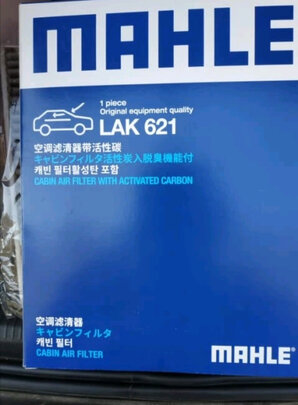 MAHLE
1 piece
Original equipment quality
LAK 621
空调滤清器带活性碳
キャビンフィルタ活性炭入脱臭機能付
캐빈 필터활성탄 포함
CABIN AIR FILTER WITH ACTIVATED CARBON
空调滤清器
キャビンフィルタ
캐빈 필터
CABIN AIR FILTER
MAHLE